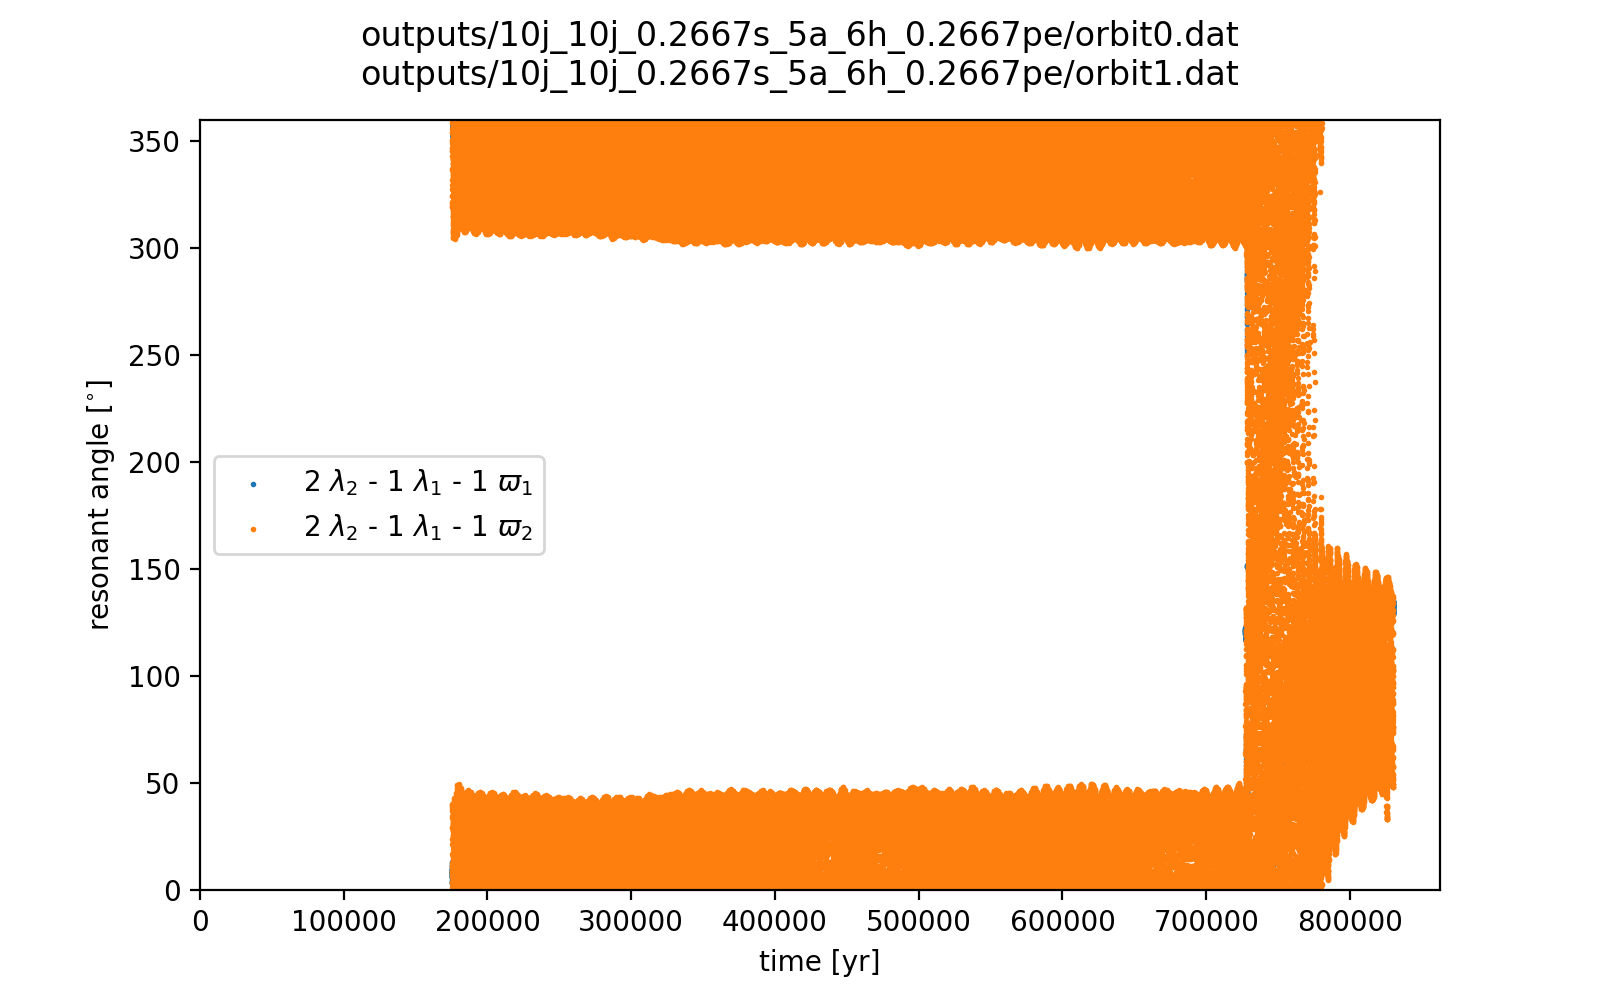 outputs/10j_10j_0.2667s_5a_6h_0.2667pe/orbit0.dat
outputs/10j_10j_0.2667s_5a_6h_0.2667pe/orbit1.dat
350
300
250
200
150
100
50
0
resonant angle [°]
2 λ₂ - 1 λ₁ - 1 ϖ₁
2 λ₂ - 1 λ₁ - 1 ϖ₂
0 100000 200000 300000 400000 500000 600000 700000 800000
time [yr]